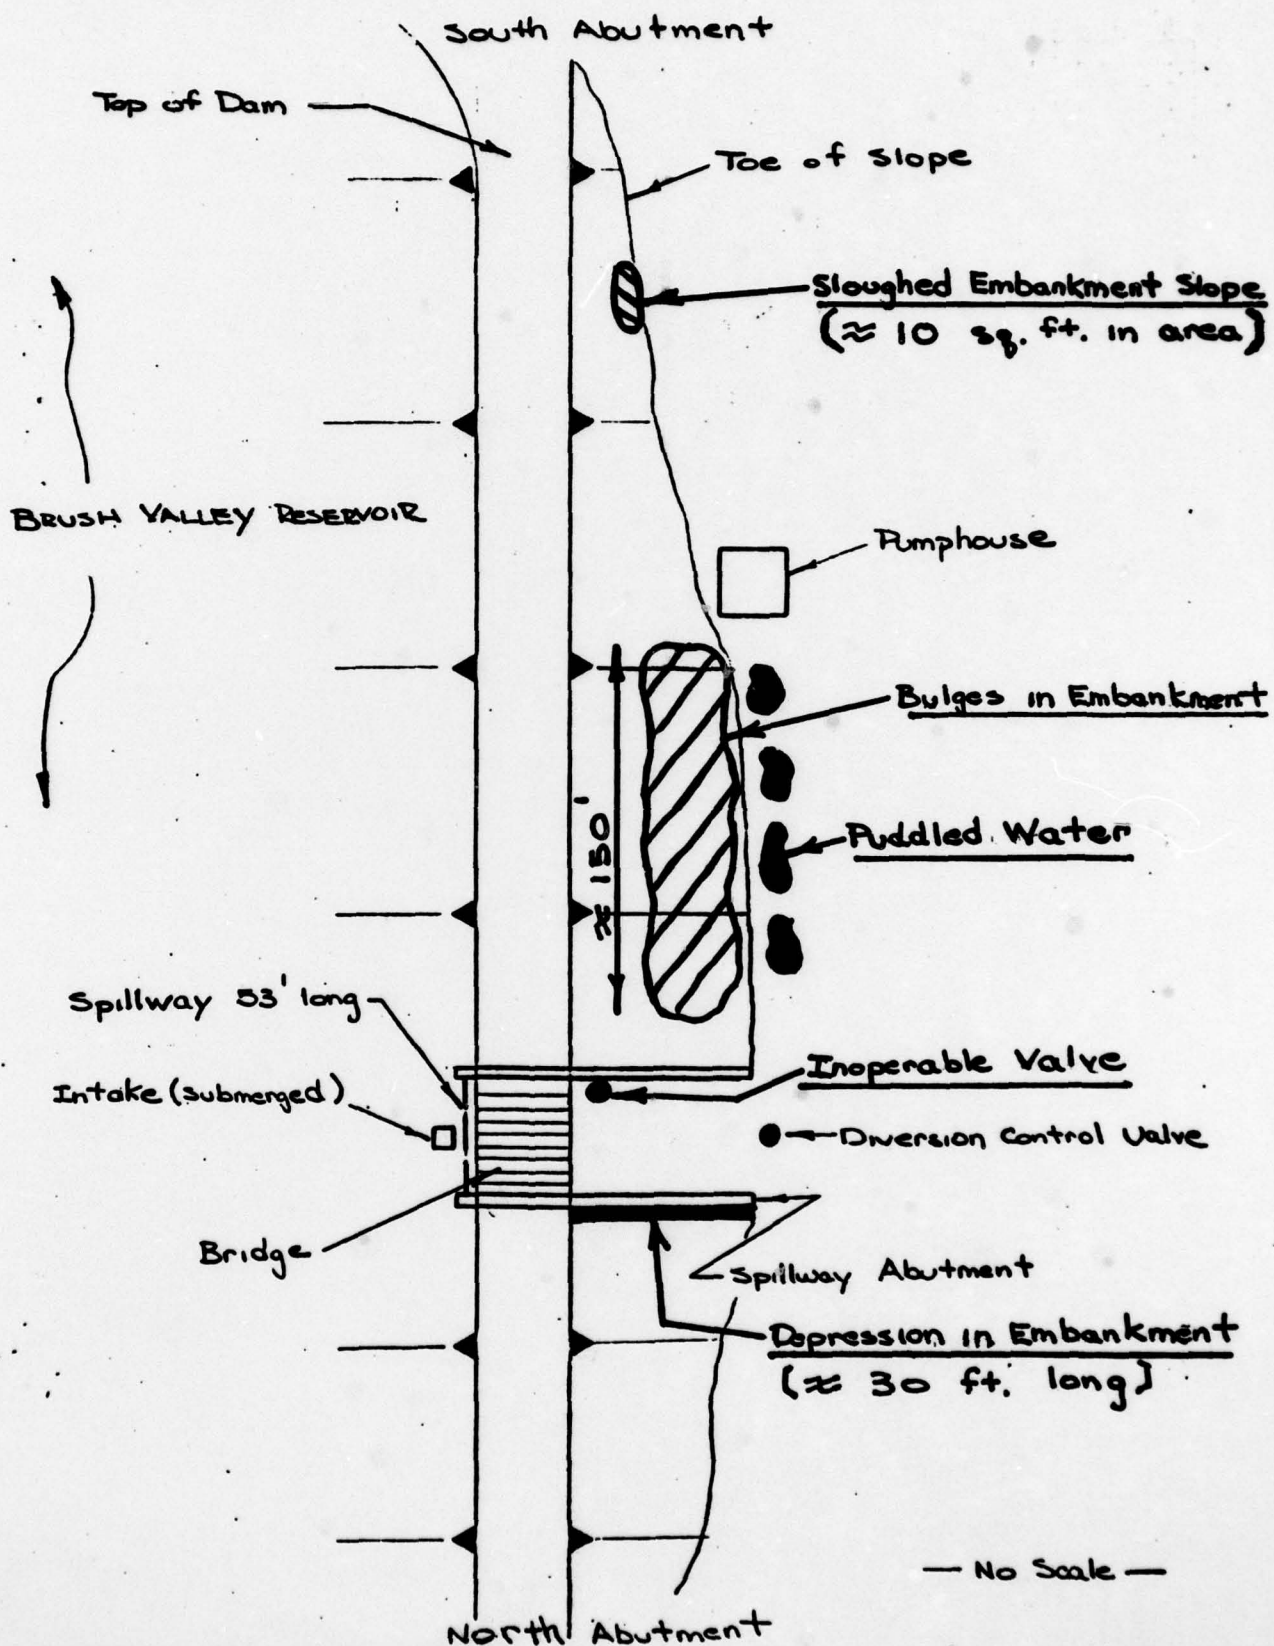 South Abutment
Top of Dam
Toe of Slope
Sloughed Embankment Slope
(≈ 10 sq. ft. in area)
BRUSH VALLEY RESERVOIR
Pumphouse
Bulges in Embankment
≈ 150'
Puddled Water
Spillway 53' long
Inoperable Valve
Intake (submerged)
Diversion Control Valve
Bridge
Spillway Abutment
Depression in Embankment
(≈ 30 ft. long)
— No Scale —
North Abutment